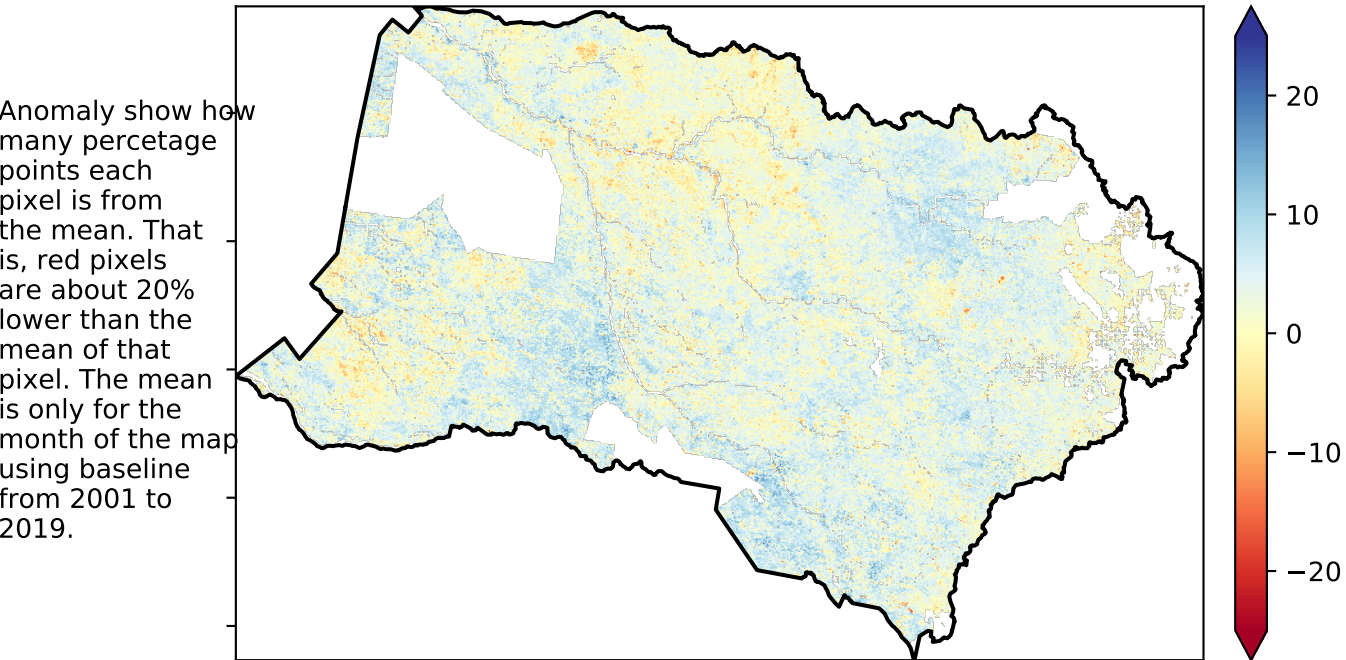 Anomaly show how
many percetage
points each
pixel is from
the mean. That
is, red pixels
are about 20%
lower than the
mean of that
pixel. The mean
is only for the
month of the map
using baseline
from 2001 to
2019.
20
10
0
−10
−20